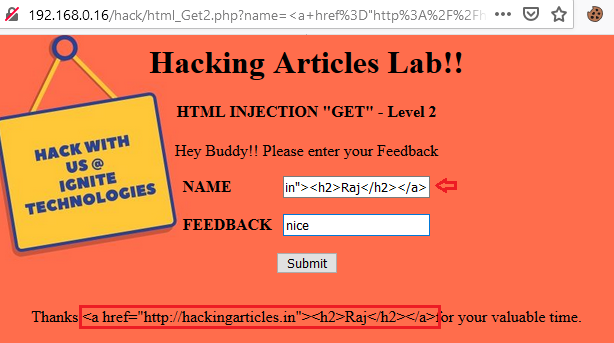 192.168.0.16/hack/html_Get2.php?name=<a+href%3D"http%3A%2F%2Fh
Hacking Articles Lab!!
HACK WITH
US @
IGNITE
TECHNOLOGIES
HTML INJECTION "GET" - Level 2
Hey Buddy!! Please enter your Feedback
NAME in"><h2>Raj</h2></a>
FEEDBACK nice
Submit
Thanks <a href="http://hackingarticles.in"><h2>Raj</h2></a>for your valuable time.